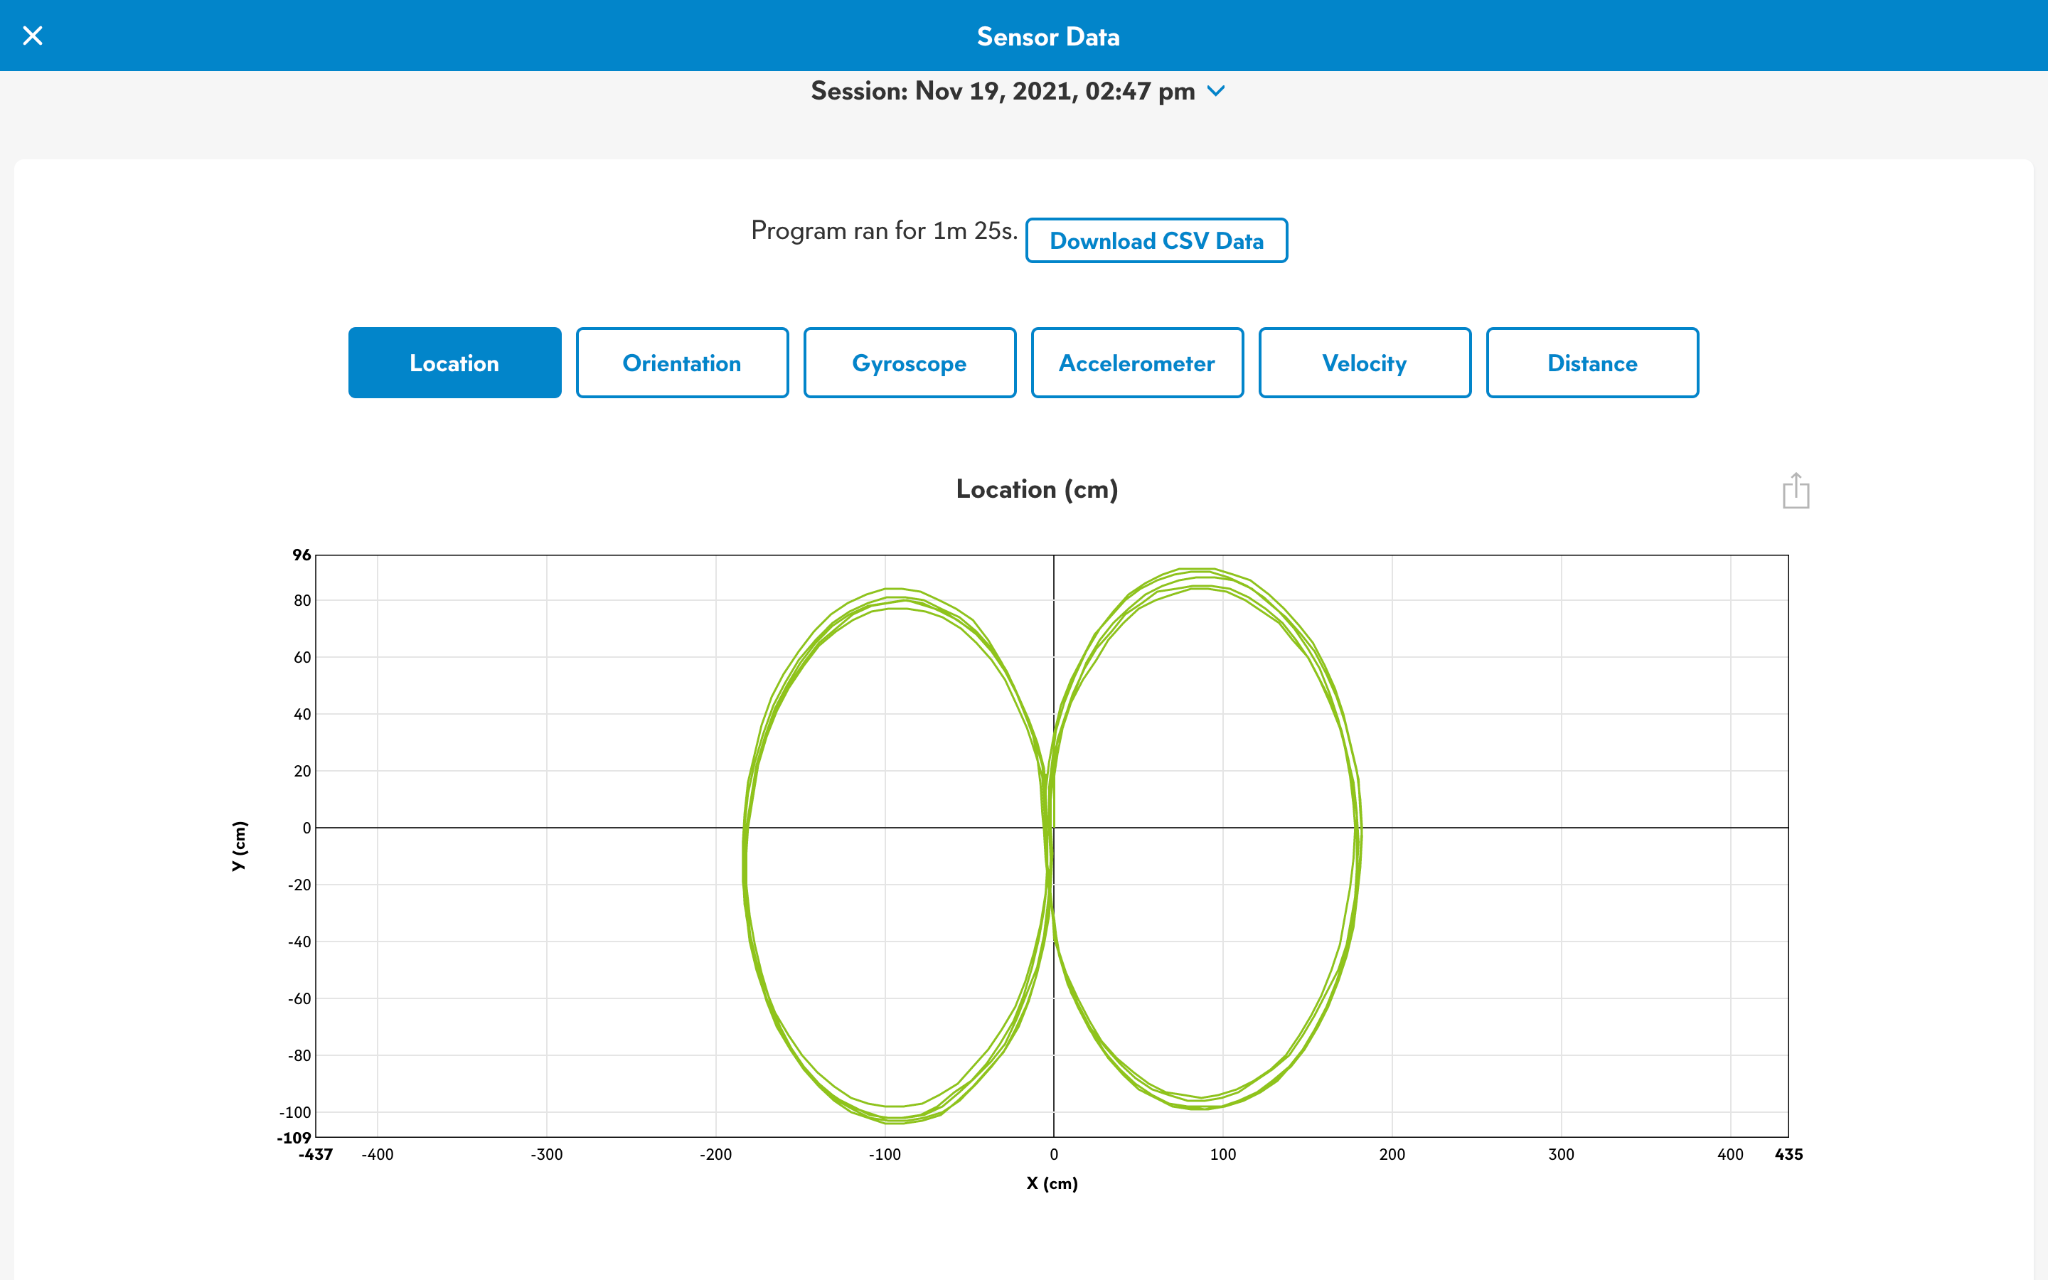 Sensor Data
Session: Nov 19, 2021, 02:47 pm
Program ran for 1m 25s.
Download CSV Data
Location
Orientation
Gyroscope
Accelerometer
Velocity
Distance
Location (cm)
96
80
60
40
20
0
-20
-40
-60
-80
-100
-109
Y (cm)
-437 -400 -300 -200 -100 0 100 200 300 400 435
X (cm)